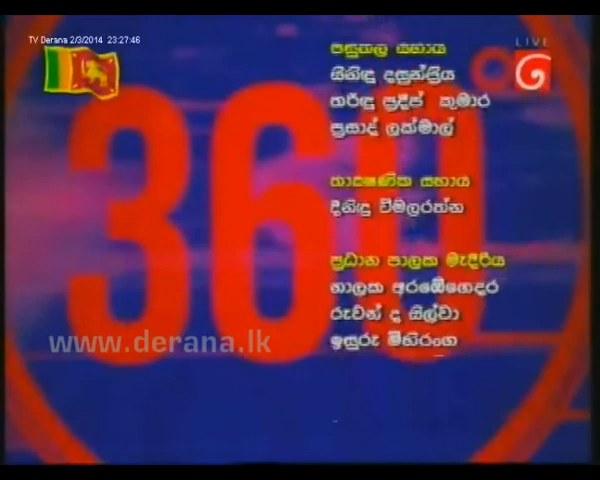 TV Derana 2/3/2014 23:27:46
LIVE
360°
පසුතල සහාය
සිනිඳු දසුන්ප්‍රිය
තරිඳු ප්‍රදීප් කුමාර
ප්‍රසාද් ලක්මාල්
තාක්ෂණික සහාය
දිනිඳු විමලරත්න
ප්‍රධාන පාලක මැදිරිය
තාලක අරඹේගෙදර
රුවන් ද සිල්වා
ඉසුරු මිහිරංග
www.derana.lk